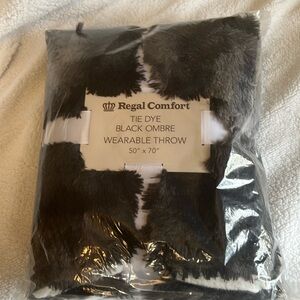 Regal Comfort
TIE DYE
BLACK OMBRE
WEARABLE THROW
50" x 70"